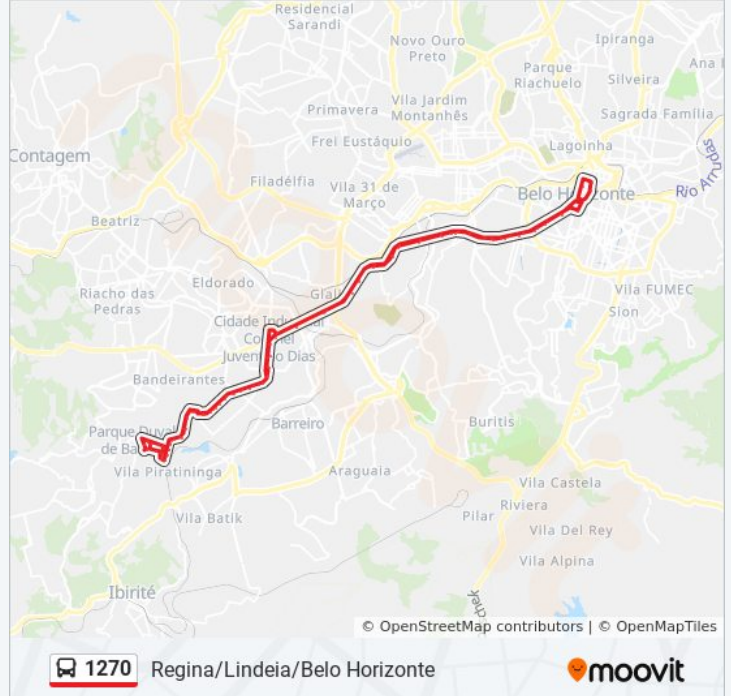 Residencial
Sarandi
Novo Ouro
Preto
Ipiranga
Parque
Riachuelo
Silveira
Ana
Primavera
Vila Jardim
Montanhês
Sagrada Família
Frei Eustáquio
Lagoinha
Contagem
Filadélfia
Vila 31 de
Março
Belo Horizonte
Rio Arrudas
Beatriz
Eldorado
Riacho das
Pedras
Vila FUMEC
Sion
Cidade Industrial
Coronel
Juventino Dias
Bandeirantes
Parque Duval
de Ba
Barreiro
Buritis
Vila Piratininga
Araguaia
Vila Castela
Vila Batik
Pilar
Riviera
Vila Del Rey
Vila Alpina
Ibirité
© OpenStreetMap contributors | © OpenMapTiles
1270 Regina/Lindeia/Belo Horizonte
moovit